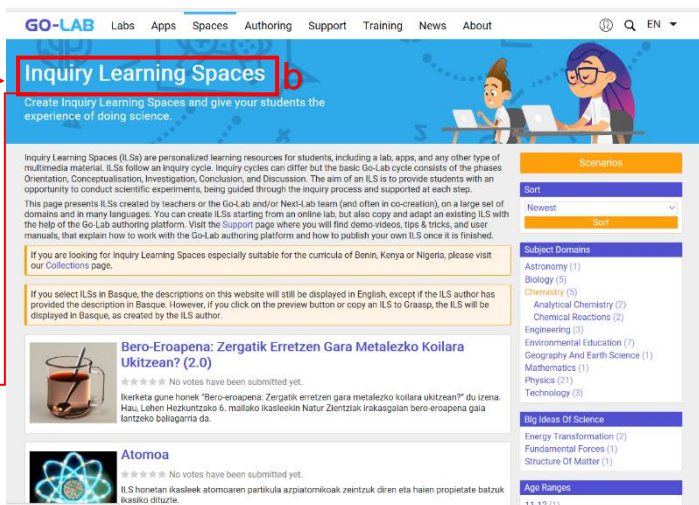 GO-LAB Labs Apps Spaces Authoring Support Training News About EN
Inquiry Learning Spaces b
Create Inquiry Learning Spaces and give your students the
experience of doing science.
Inquiry Learning Spaces (ILSs) are personalized learning resources for students, including a lab, apps, and any other type of
multimedia material. ILSs follow an inquiry cycle. Inquiry cycles can differ but the basic Go-Lab cycle consists of the phases
Orientation, Conceptualisation, Investigation, Conclusion, and Discussion. The aim of an ILS is to provide students with an
opportunity to conduct scientific experiments, being guided through the inquiry process and supported at each step.
This page presents ILSs created by teachers or the Go-Lab and/or Next-Lab team (and often in co-creation), on a large set of
domains and in many languages. You can create ILSs starting from an online lab, but also copy and adapt an existing ILS with
the help of the Go-Lab authoring platform. Visit the Support page where you will find demo-videos, tips & tricks, and user
manuals, that explain how to work with the Go-Lab authoring platform and how to publish your own ILS once it is finished.
If you are looking for Inquiry Learning Spaces especially suitable for the curricula of Benin, Kenya or Nigeria, please visit
our Collections page.
If you select ILSs in Basque, the descriptions on this website will still be displayed in English, except if the ILS author has
provided the description in Basque. However, if you click on the preview button or copy an ILS to Graasp, the ILS will be
displayed in Basque, as created by the ILS author.
Bero-Eroapena: Zergatik Erretzen Gara Metalezko Koilara
Ukitzean? (2.0)
No votes have been submitted yet.
Ikerketa gune honek "Bero-eroapena: Zergatik erretzen gara metalezko koilara ukitzean?" du izena.
Hau, Lehen Hezkuntzako 6. mailako ikasleekin Natur Zientziak irakasgaian bero-eroapena gaia
lantzeko baliagarria da.
Atomoa
No votes have been submitted yet.
ILS honetan ikasleek atomoaren partikula azpiatomikoak zeintzuk diren eta haien propietate batzuk
ikasiko dituzte.
Scenarios
Sort
Newest
Sort
Subject Domains
Astronomy (1)
Biology (5)
Chemistry (5)
Analytical Chemistry (2)
Chemical Reactions (2)
Engineering (3)
Environmental Education (7)
Geography And Earth Science (1)
Mathematics (1)
Physics (21)
Technology (3)
Big Ideas Of Science
Energy Transformation (2)
Fundamental Forces (1)
Structure Of Matter (1)
Age Ranges
11-12 (1)